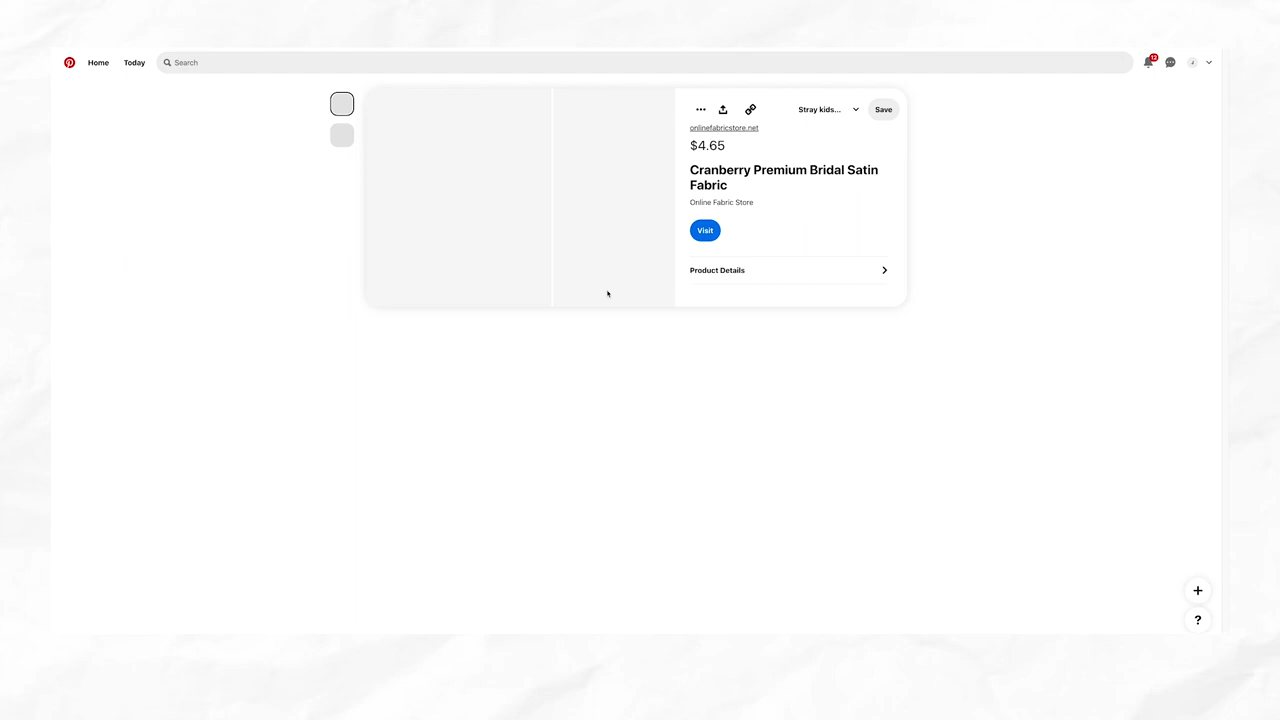 Home Today Search 12
Stray kids... Save
onlinefabricstore.net
$4.65
Cranberry Premium Bridal Satin
Fabric
Online Fabric Store
Visit
Product Details
+
?